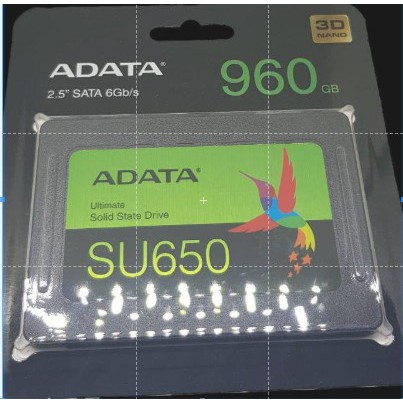 3D
NAND
ADATA®
960 GB
2.5" SATA 6Gb/s
ADATA®
Ultimate
Solid State Drive
SU650